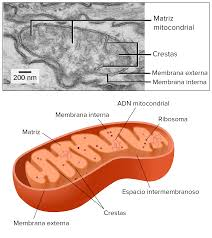 Matriz
mitocondrial
Crestas
Membrana externa
Membrana interna
200 nm
ADN mitocondrial
Membrana interna
Ribosoma
Matriz
Espacio intermembranoso
Membrana externa
Crestas